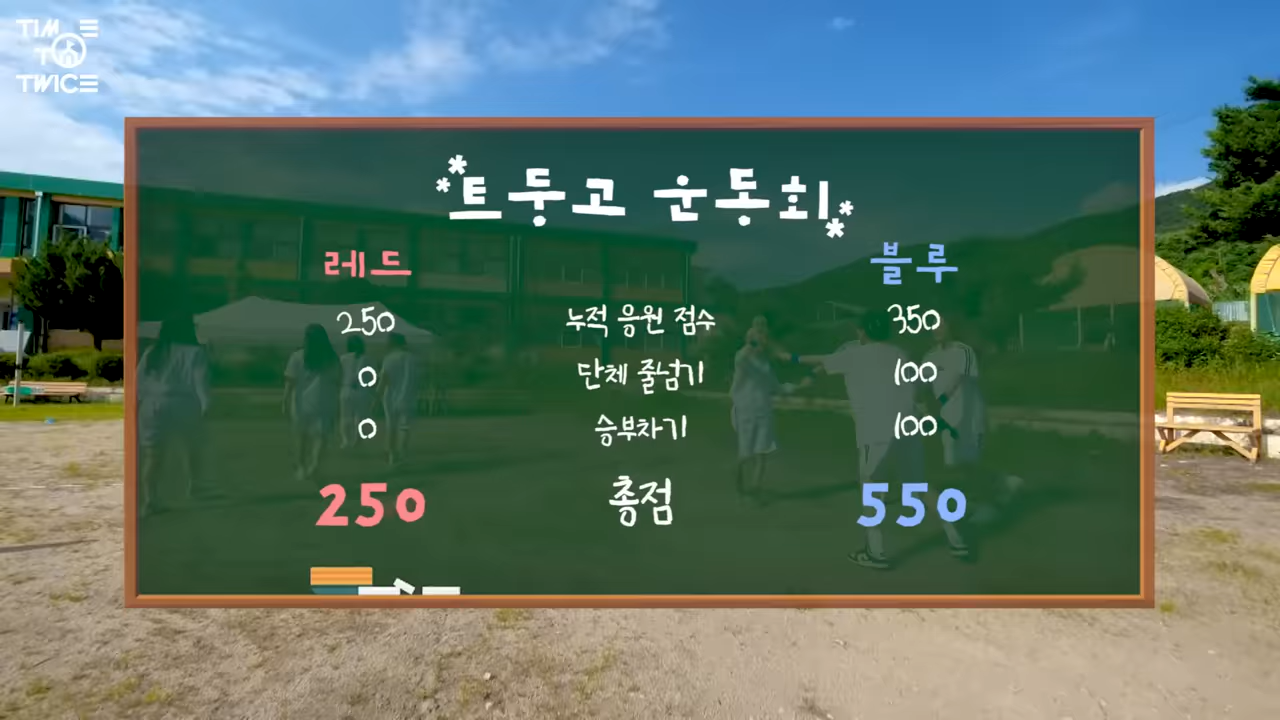 TIME
TO
TWICE
트둥고 운동회
레드 블루
250 누적 응원 점수 350
0 단체 줄넘기 100
0 승부차기 100
250 총점 550